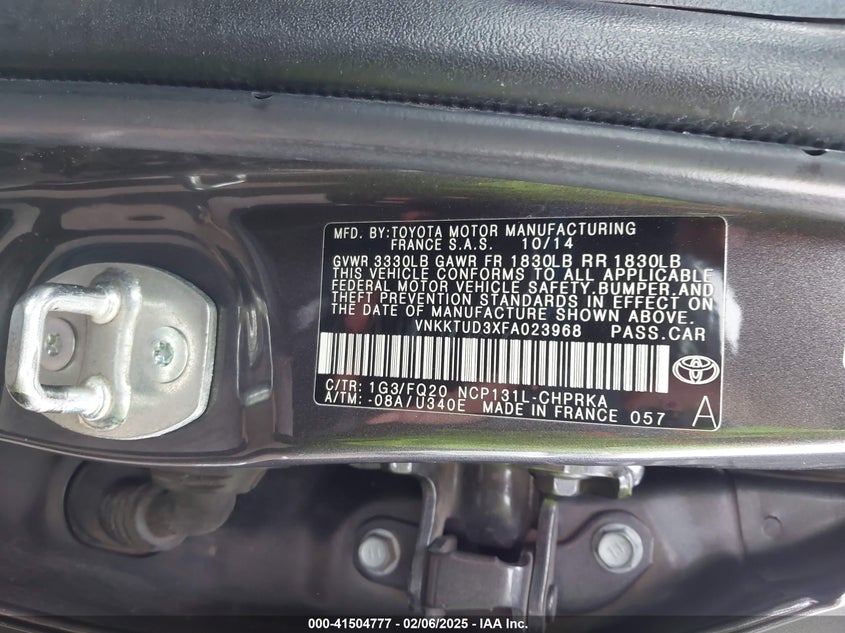 MFD. BY:TOYOTA MOTOR MANUFACTURING
FRANCE S.A.S. 10/14
GVWR 3330LB GAWR FR 1830LB RR 1830LB
THIS VEHICLE CONFORMS TO ALL APPLICABLE
FEDERAL MOTOR VEHICLE SAFETY,BUMPER,AND
THEFT PREVENTION STANDARDS IN EFFECT ON
THE DATE OF MANUFACTURE SHOWN ABOVE.
VNKKTUD3XFA023968 PASS.CAR
C/TR: 1G3/FQ20 NCP131L-CHPRKA
A/TM: -08A/U340E MADE IN FRANCE 057 A
000-41504777 - 02/06/2025 - IAA Inc.